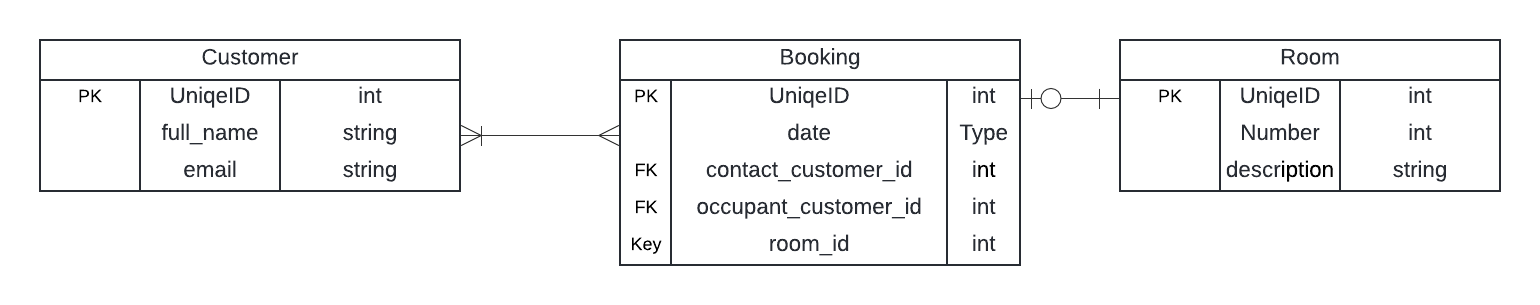 Customer
PK UniqeID int
full_name string
email string
Booking
PK UniqeID int
date Type
FK contact_customer_id int
FK occupant_customer_id int
Key room_id int
Room
PK UniqeID int
Number int
description string